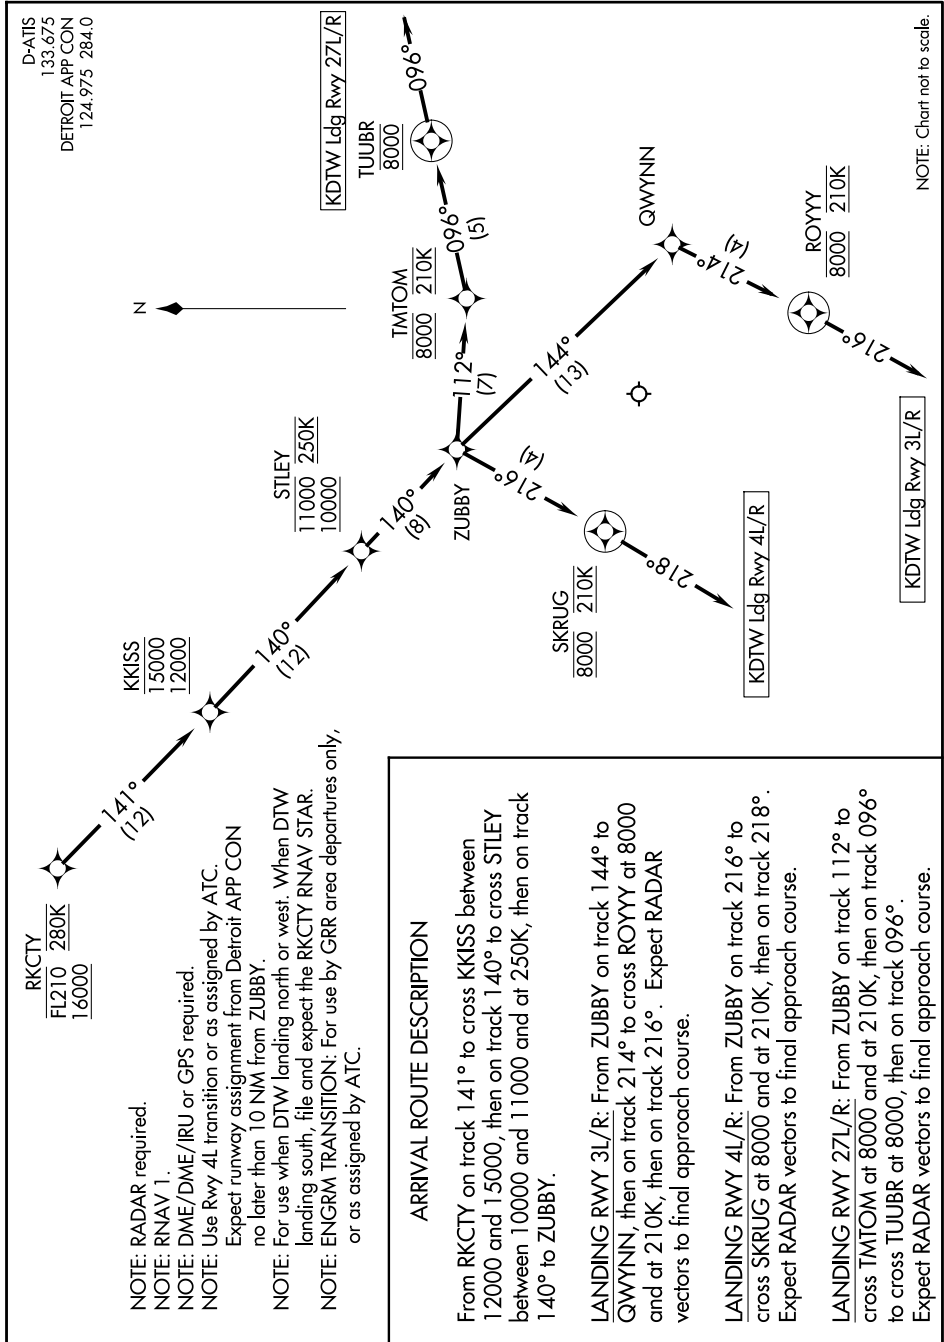 D-ATIS
133.675
DETROIT APP CON
124.975 284.0
RKCTY
FL210 280K
16000
141°
(12)
KKISS
15000
12000
140°
(12)
STLEY
11000 250K
10000
140°
(8)
ZUBBY
N
112°
(7)
TMTOM
8000 210K
096°
(5)
TUUBR
8000
096°
KDTW Ldg Rwy 27L/R
144°
(13)
QWYNN
214°
(4)
ROYYY
8000 210K
216°
KDTW Ldg Rwy 3L/R
216°
(4)
SKRUG
8000 210K
218°
KDTW Ldg Rwy 4L/R
NOTE: Chart not to scale.
NOTE: RADAR required.
NOTE: RNAV 1.
NOTE: DME/DME/IRU or GPS required.
NOTE: Use Rwy 4L transition or as assigned by ATC.
Expect runway assignment from Detroit APP CON
no later than 10 NM from ZUBBY.
NOTE: For use when DTW landing north or west. When DTW
landing south, file and expect the RKCTY RNAV STAR.
NOTE: ENGRM TRANSITION: For use by GRR area departures only,
or as assigned by ATC.
ARRIVAL ROUTE DESCRIPTION
From RKCTY on track 141° to cross KKISS between
12000 and 15000, then on track 140° to cross STLEY
between 10000 and 11000 and at 250K, then on track
140° to ZUBBY.
LANDING RWY 3L/R: From ZUBBY on track 144° to
QWYNN, then on track 214° to cross ROYYY at 8000
and at 210K, then on track 216°. Expect RADAR
vectors to final approach course.
LANDING RWY 4L/R: From ZUBBY on track 216° to
cross SKRUG at 8000 and at 210K, then on track 218°.
Expect RADAR vectors to final approach course.
LANDING RWY 27L/R: From ZUBBY on track 112° to
cross TMTOM at 8000 and at 210K, then on track 096°
to cross TUUBR at 8000, then on track 096°.
Expect RADAR vectors to final approach course.